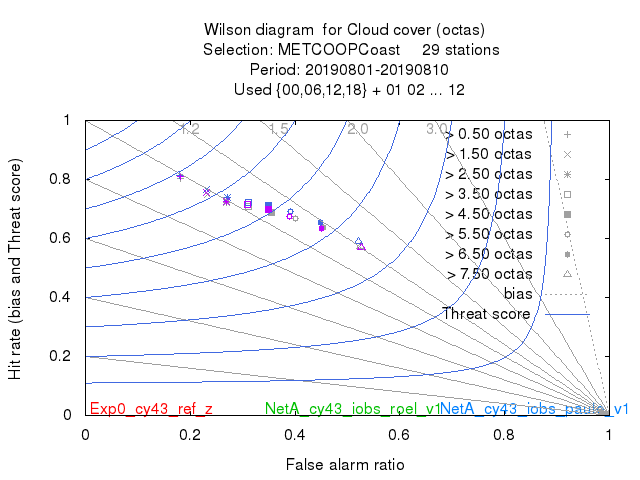 Wilson diagram for Cloud cover (octas)
Selection: METCOOPCoast 29 stations
Period: 20190801-20190810
Used {00,06,12,18} + 01 02 ... 12
1.2 1.5 2.0 3.0
> 0.50 octas
> 1.50 octas
> 2.50 octas
> 3.50 octas
> 4.50 octas
> 5.50 octas
> 6.50 octas
> 7.50 octas
bias
Threat score
1
0.8
0.6
0.4
0.2
0
Hit rate (bias and Threat score)
Exp0_cy43_ref_z NetA_cy43_iobs_roel_v1 NetA_cy43_iobs_paule_v1
0 0.2 0.4 0.6 0.8 1
False alarm ratio